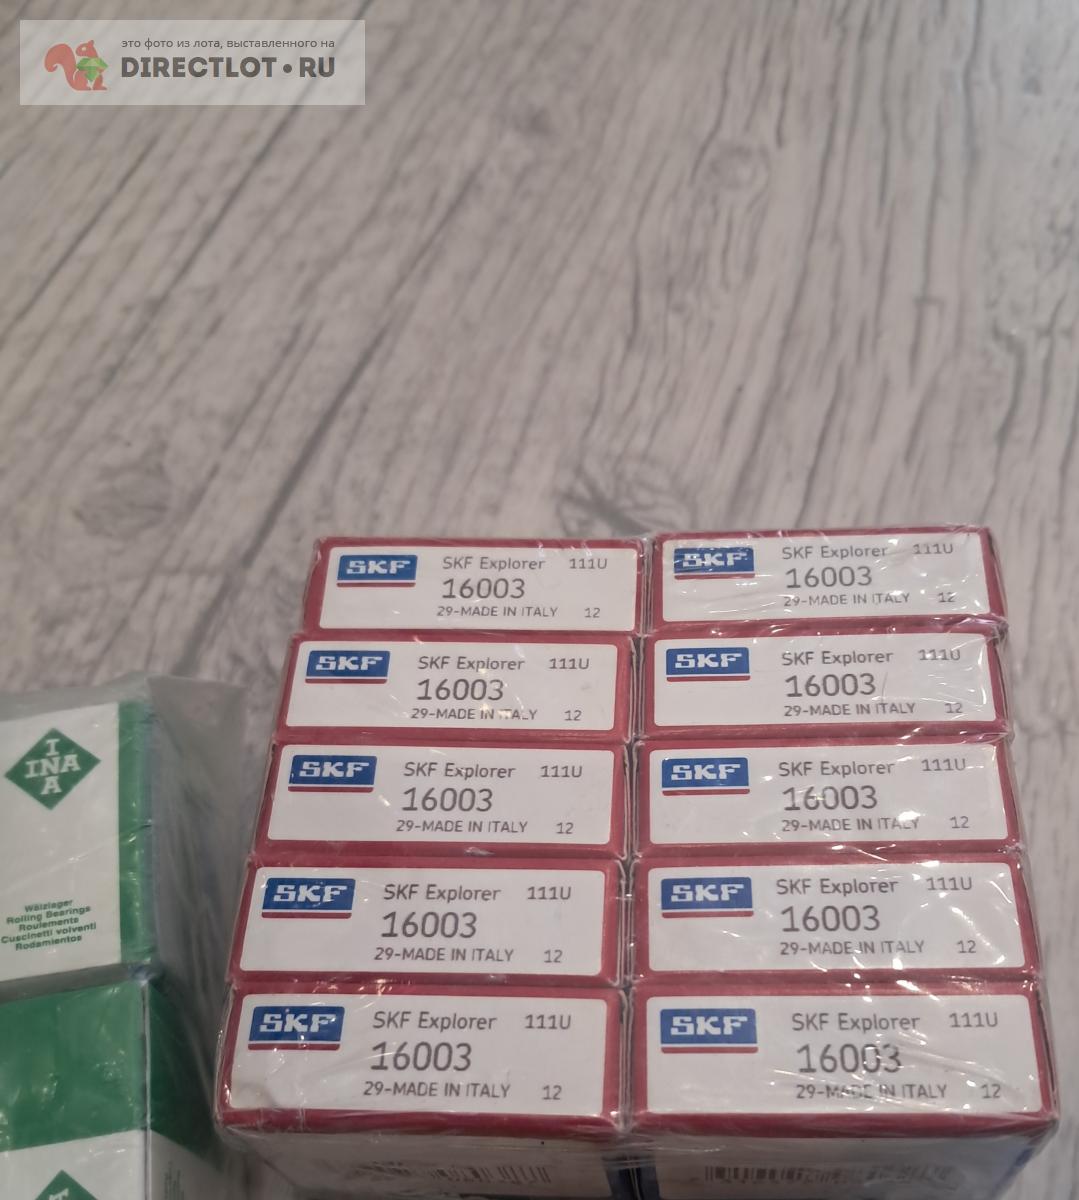 это фото из лота, выставленного на
DIRECTLOT•RU
SKF SKF Explorer 111U
16003
29-MADE IN ITALY 12
SKF SKF Explorer 111U
16003
29-MADE IN ITALY 12
SKF SKF Explorer 111U
16003
29-MADE IN ITALY 12
SKF SKF Explorer 111U
16003
29-MADE IN ITALY 12
SKF SKF Explorer 111U
16003
29-MADE IN ITALY 12
SKF SKF Explorer 111U
16003
29-MADE IN ITALY 12
SKF SKF Explorer 111U
16003
29-MADE IN ITALY 12
SKF SKF Explorer 111U
16003
29-MADE IN ITALY 12
SKF SKF Explorer 111U
16003
29-MADE IN ITALY 12
SKF SKF Explorer 111U
16003
29-MADE IN ITALY 12
I
INA
A
Wälzlager
Rolling Bearings
Roulements
Cuscinetti volventi
Rodamientos